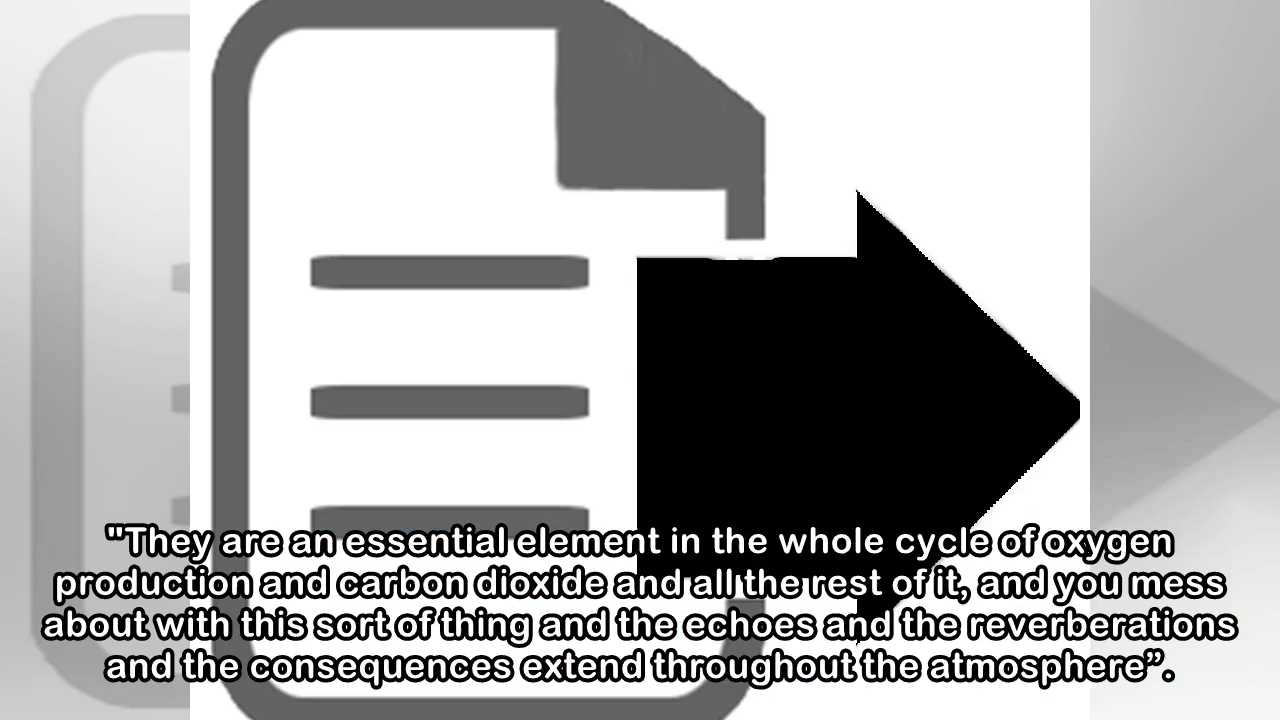 "They are an essential element in the whole cycle of oxygen
production and carbon dioxide and all the rest of it, and you mess
about with this sort of thing and the echoes and the reverberations
and the consequences extend throughout the atmosphere”.